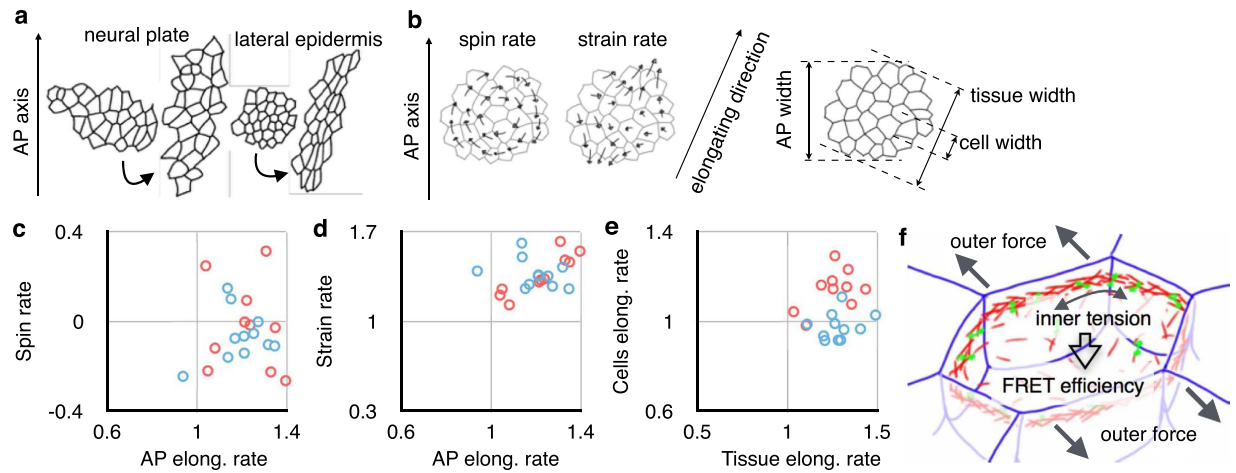 a
neural plate
lateral epidermis
AP axis
b
spin rate
strain rate
AP axis
elongating direction
AP width
tissue width
cell width
c
0.4
0
-0.4
Spin rate
0.6
1
1.4
AP elong. rate
d
1.7
1
0.3
Strain rate
0.6
1
1.4
AP elong. rate
e
1.4
1
0.6
Cells elong. rate
0.6
1
1.5
Tissue elong. rate
f
outer force
inner tension
FRET efficiency
outer force